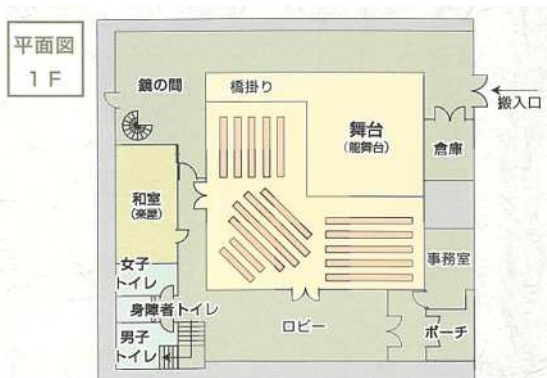 平面図
1F
鏡の間
橋掛り
舞台
(能舞台)
搬入口
倉庫
和室
(楽屋)
事務室
女子
トイレ
身障者トイレ
男子
トイレ
ロビー
ポーチ